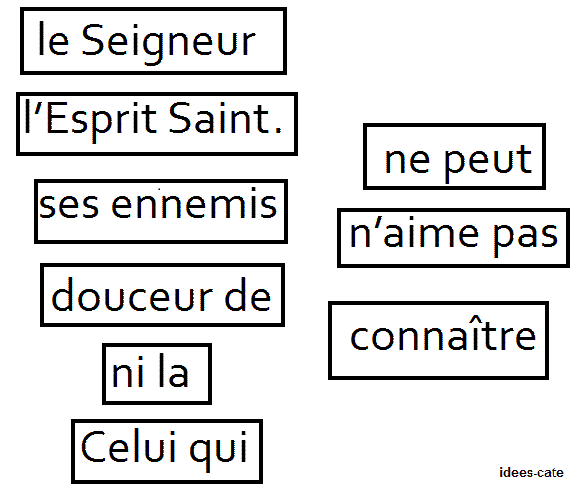 le Seigneur
l’Esprit Saint.
ses ennemis
douceur de
ni la
Celui qui
ne peut
n’aime pas
connaître
idees-cate